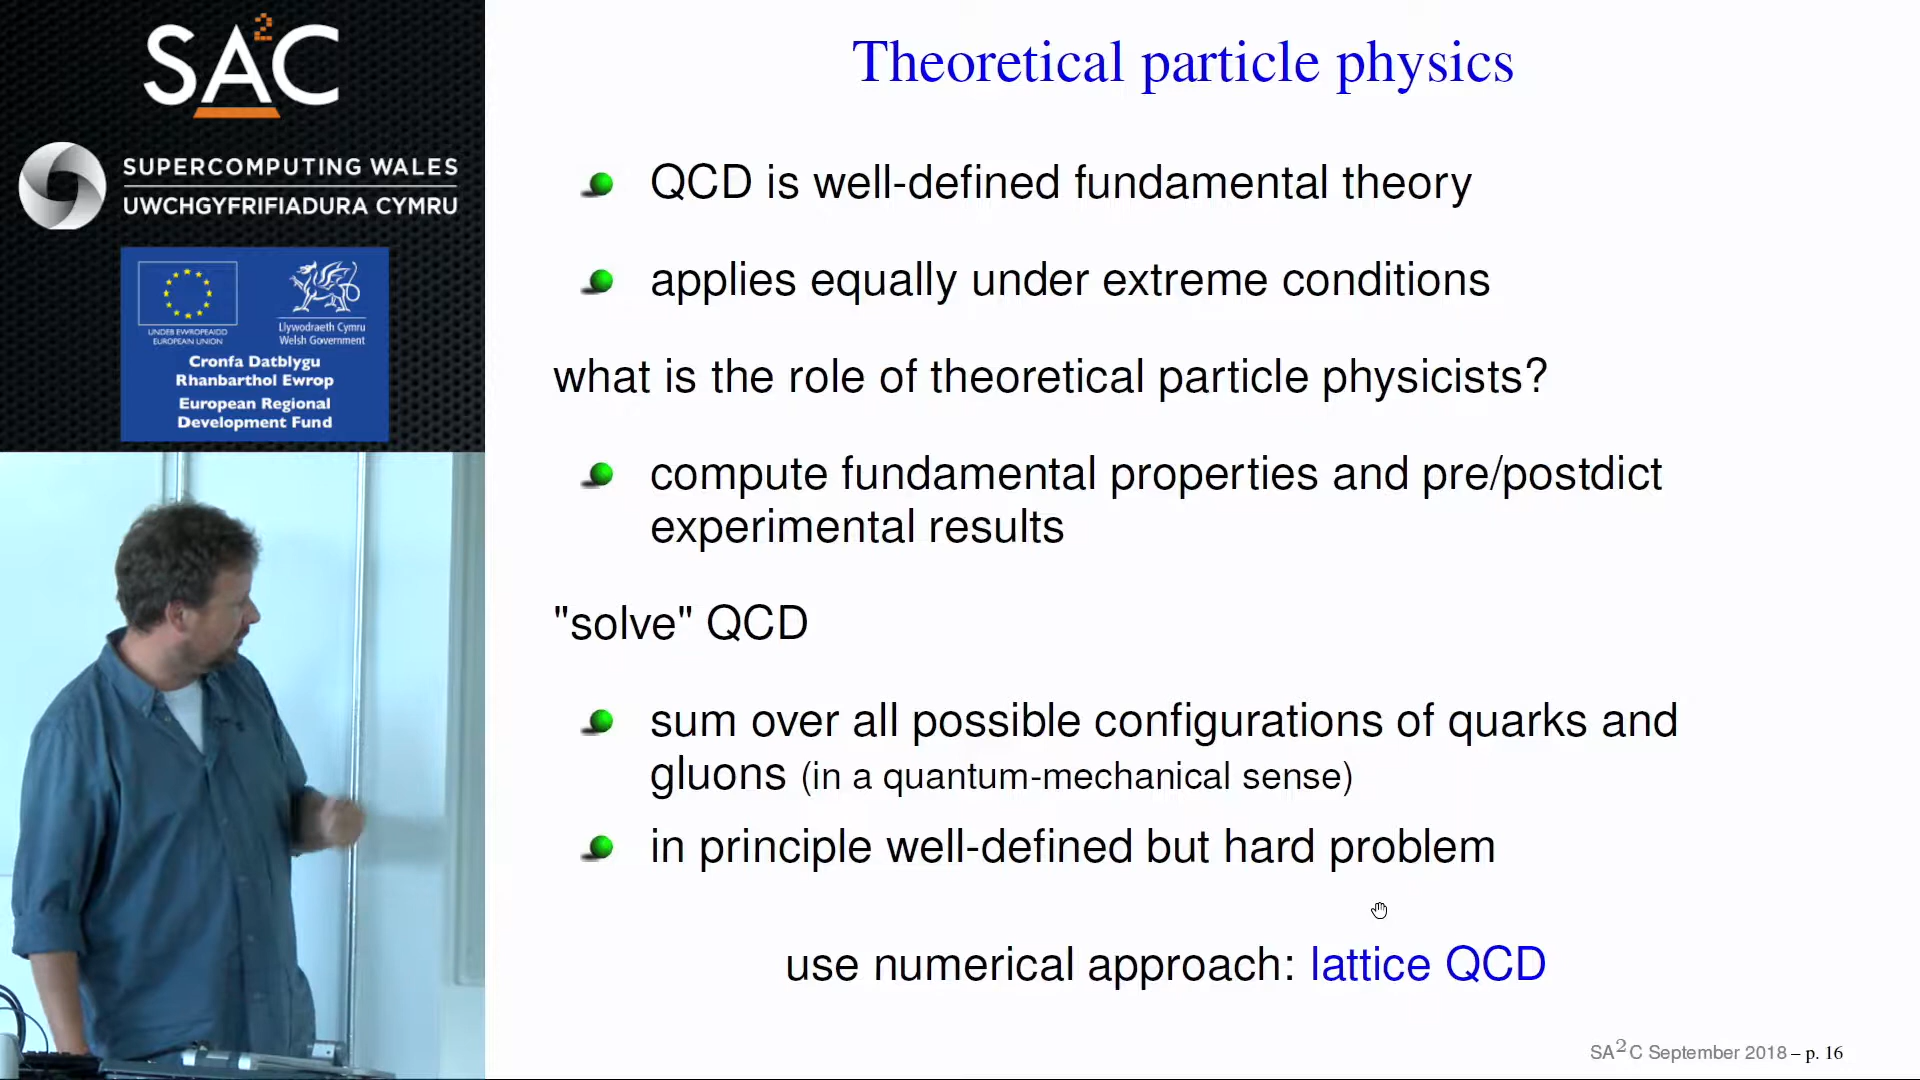 SA2C
SUPERCOMPUTING WALES
UWCHGYFRIFIADURA CYMRU
UNDEB EWROPEAIDD
EUROPEAN UNION
Llywodraeth Cymru
Welsh Government
Cronfa Datblygu
Rhanbarthol Ewrop
European Regional
Development Fund
Theoretical particle physics
QCD is well-defined fundamental theory
applies equally under extreme conditions
what is the role of theoretical particle physicists?
compute fundamental properties and pre/postdict
experimental results
"solve" QCD
sum over all possible configurations of quarks and
gluons (in a quantum-mechanical sense)
in principle well-defined but hard problem
use numerical approach: lattice QCD
SA2C September 2018 – p. 16